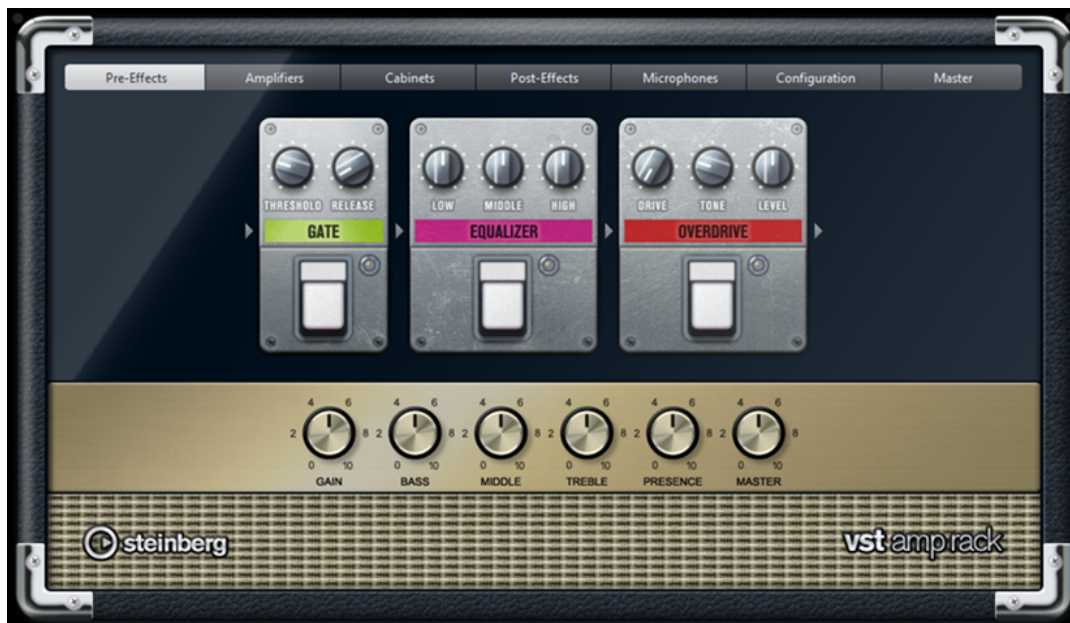 Pre-Effects Amplifiers Cabinets Post-Effects Microphones Configuration Master
THRESHOLD RELEASE LOW MIDDLE HIGH DRIVE TONE LEVEL
GATE EQUALIZER OVERDRIVE
4 6 4 6 4 6 4 6 4 6 4 6
2 8 2 8 2 8 2 8 2 8 2 8
0 10 0 10 0 10 0 10 0 10 0 10
GAIN BASS MIDDLE TREBLE PRESENCE MASTER
steinberg vst amp rack